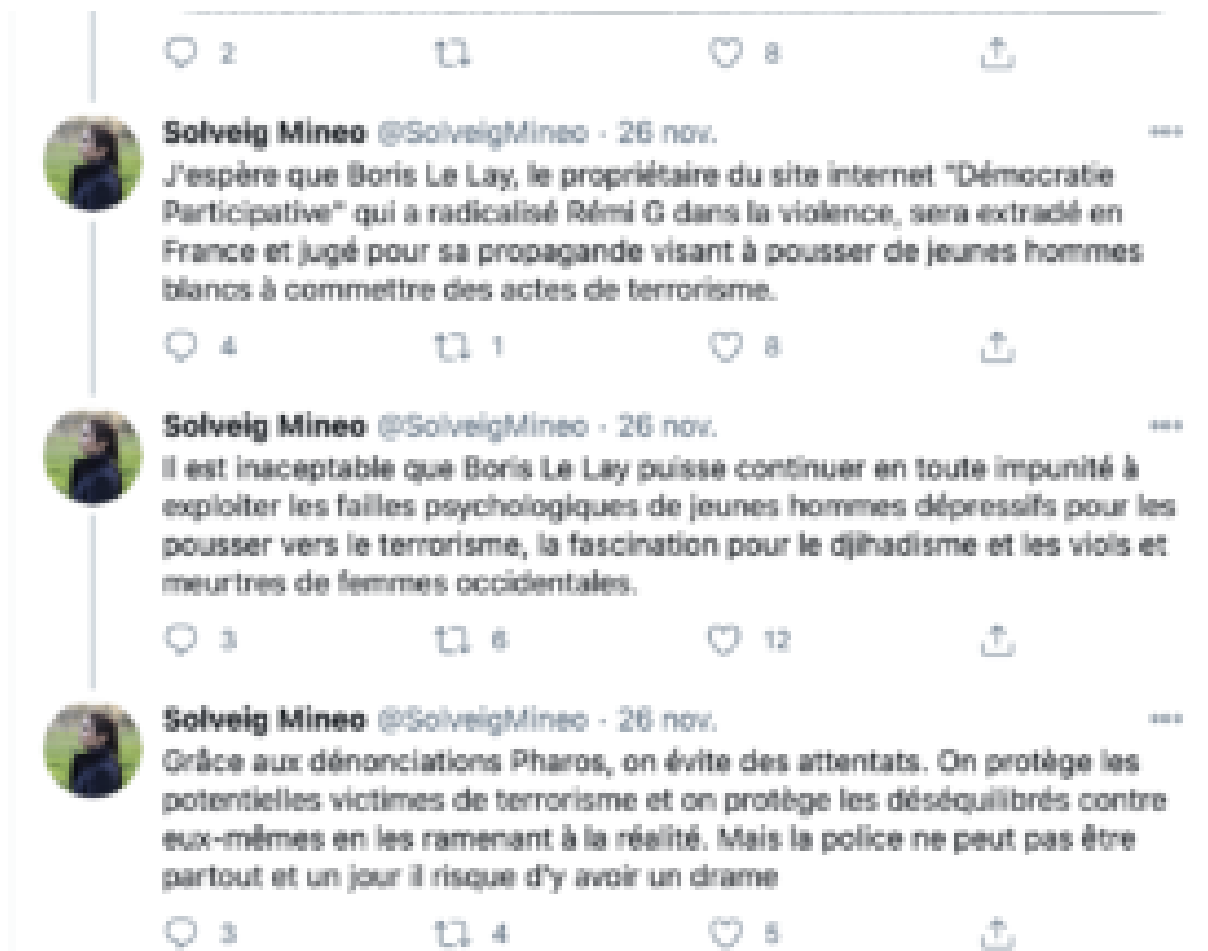 2 8
Solveig Mineo @SolveigMineo · 26 nov.
J'espère que Boris Le Lay, le propriétaire du site internet "Démocratie
Participative" qui a radicalisé Rémi G dans la violence, sera extradé en
France et jugé pour sa propagande visant à pousser de jeunes hommes
blancs à commettre des actes de terrorisme.
4 1 8
Solveig Mineo @SolveigMineo · 26 nov.
Il est inaceptable que Boris Le Lay puisse continuer en toute impunité à
exploiter les failles psychologiques de jeunes hommes dépressifs pour les
pousser vers le terrorisme, la fascination pour le djihadisme et les viols et
meurtres de femmes occidentales.
3 6 12
Solveig Mineo @SolveigMineo · 26 nov.
Grâce aux dénonciations Pharos, on évite des attentats. On protège les
potentielles victimes de terrorisme et on protège les déséquilibrés contre
eux-mêmes en les ramenant à la réalité. Mais la police ne peut pas être
partout et un jour il risque d'y avoir un drame
3 4 5